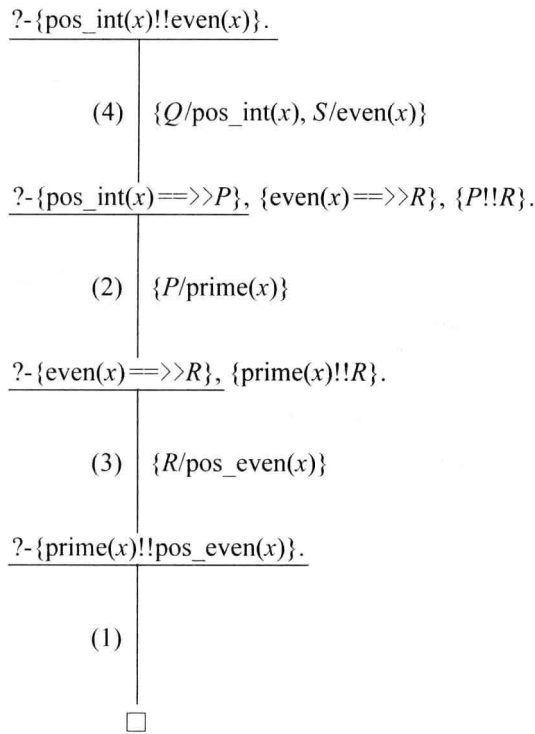 ?-{pos_int(x)!!even(x)}.
(4) {Q/pos_int(x), S/even(x)}
?-{pos_int(x)==>>P}, {even(x)==>>R}, {P!!R}.
(2) {P/prime(x)}
?-{even(x)==>>R}, {prime(x)!!R}.
(3) {R/pos_even(x)}
?-{prime(x)!!pos_even(x)}.
(1)